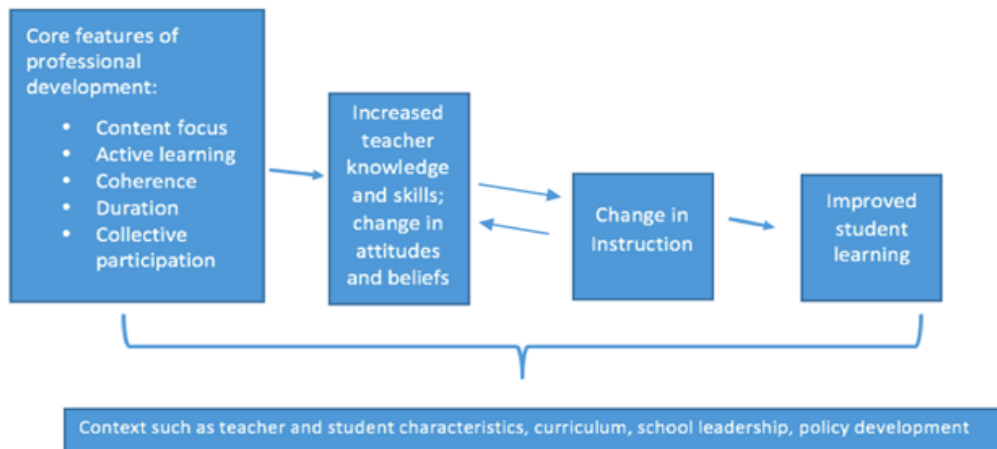 Core features of
professional
development:
• Content focus
• Active learning
• Coherence
• Duration
• Collective
participation
Increased
teacher
knowledge
and skills;
change in
attitudes
and beliefs
Change in
Instruction
Improved
student
learning
Context such as teacher and student characteristics, curriculum, school leadership, policy development